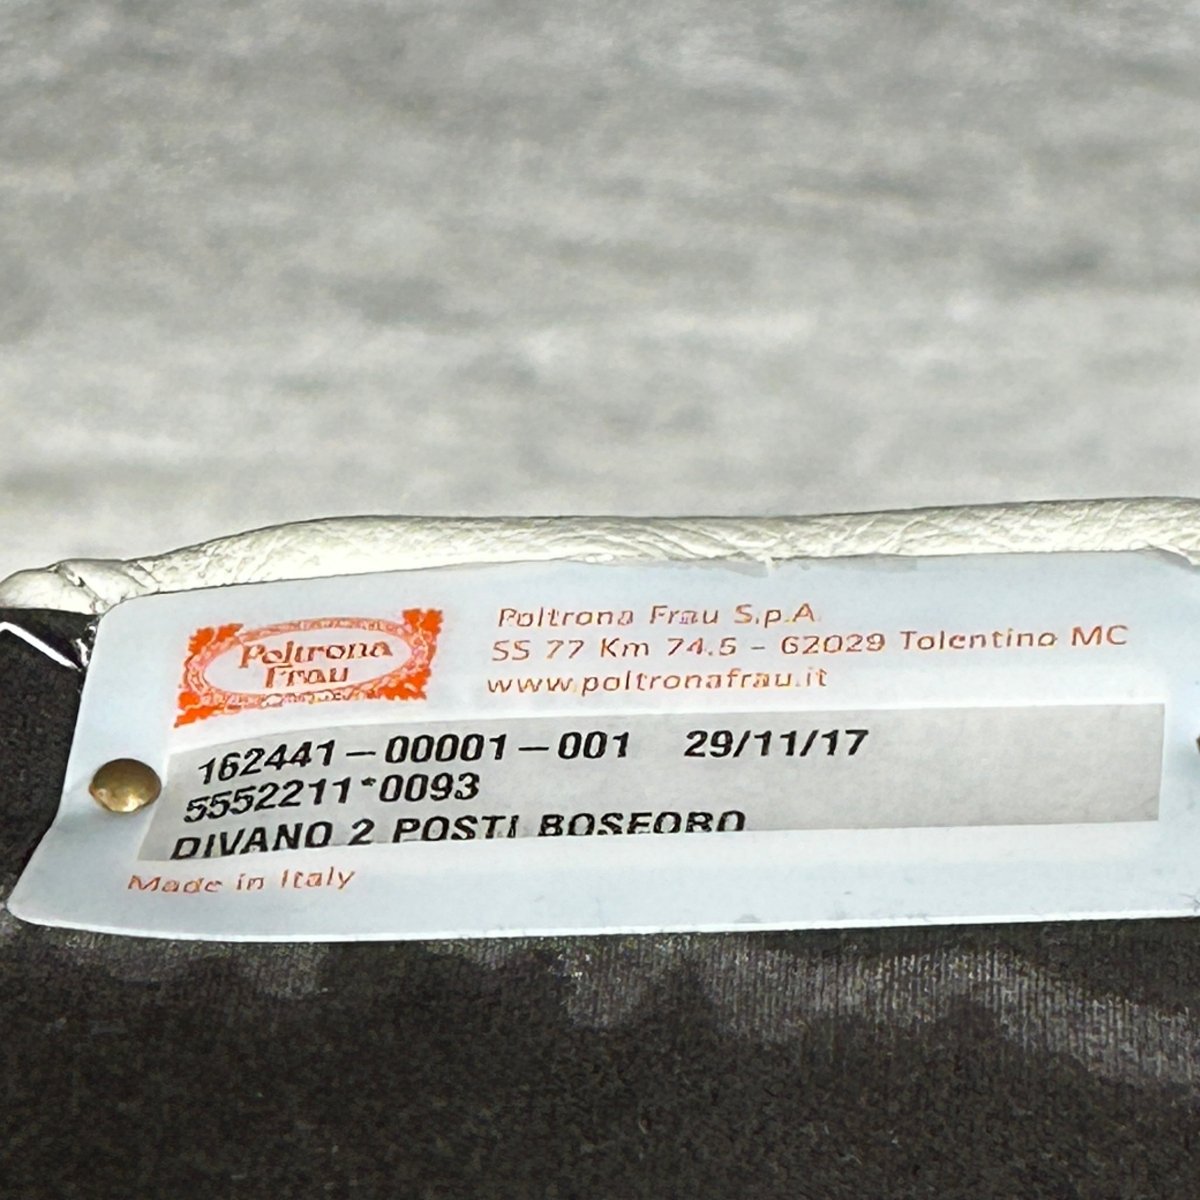 Poltrona
Frau
Poltrona Frau S.p.A.
SS 77 Km 74.5 - 62029 Tolentino MC
www.poltronafrau.it
162441-00001-001 29/11/17
5552211*0093
DIVANO 2 POSTI BOSFORO
Made in Italy